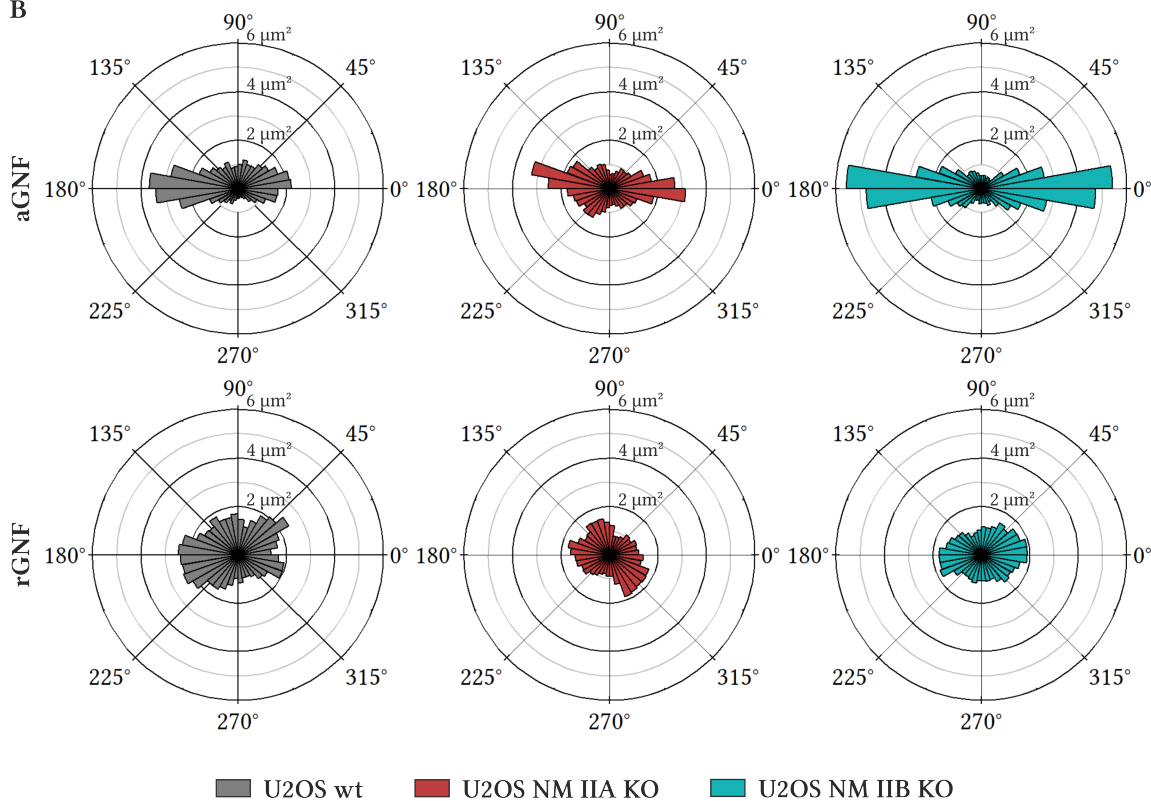 B
90° 90° 90°
6 μm² 6 μm² 6 μm²
135° 45° 135° 45° 135° 45°
4 μm² 4 μm² 4 μm²
2 μm² 2 μm² 2 μm²
aGNF
180° 0° 180° 0° 180° 0°
225° 315° 225° 315° 225° 315°
270° 270° 270°
90° 90° 90°
6 μm² 6 μm² 6 μm²
135° 45° 135° 45° 135° 45°
4 μm² 4 μm² 4 μm²
2 μm² 2 μm² 2 μm²
rGNF
180° 0° 180° 0° 180° 0°
225° 315° 225° 315° 225° 315°
270° 270° 270°
U2OS wt U2OS NM IIA KO U2OS NM IIB KO